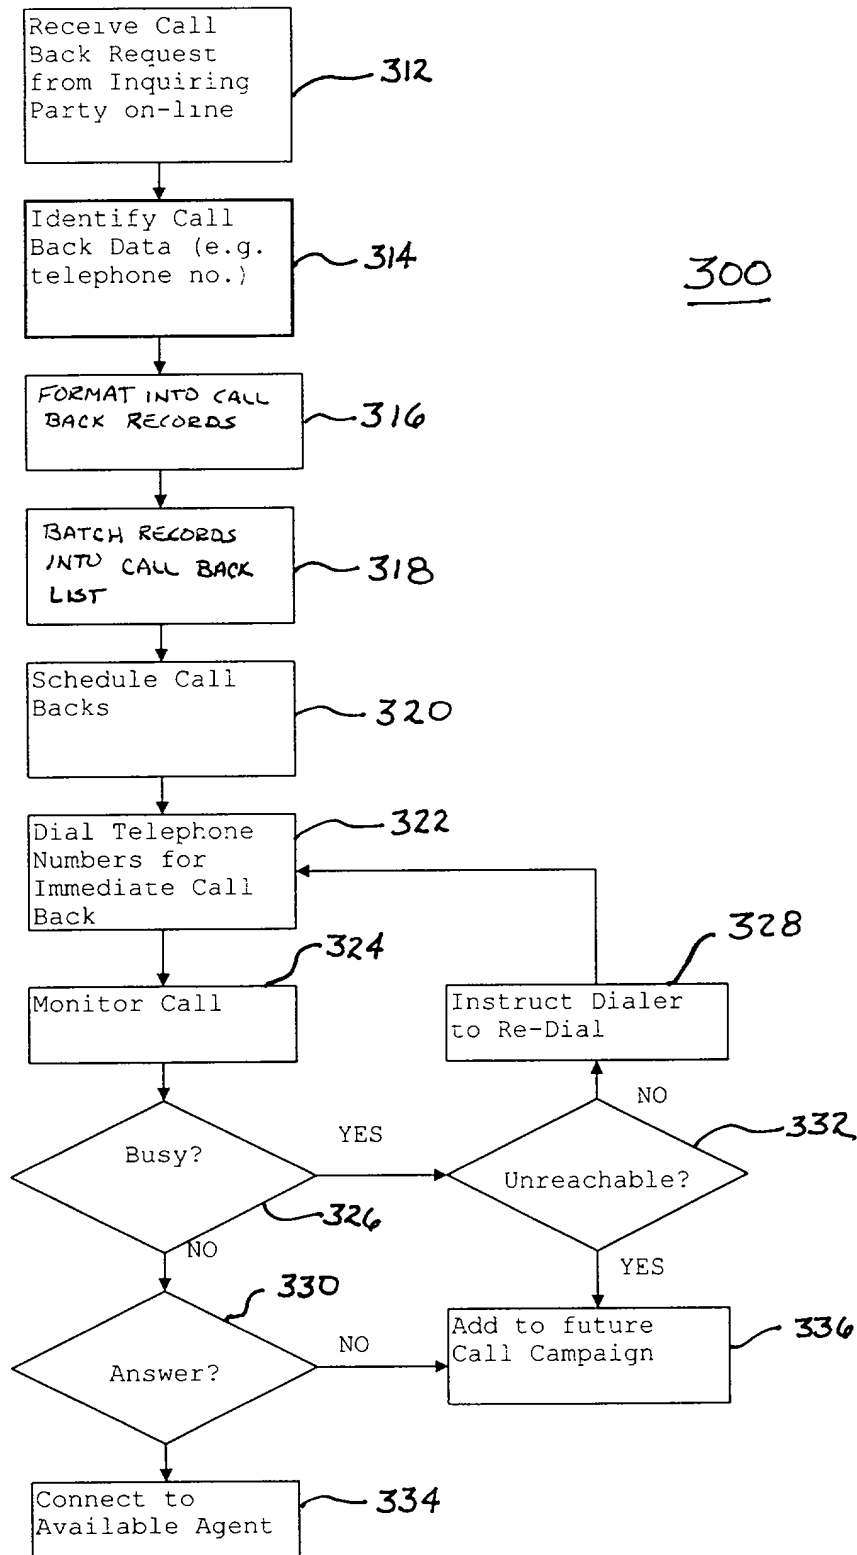 Receive Call
Back Request
from Inquiring
Party on-line
312
Identify Call
Back Data (e.g.
telephone no.)
314
300
FORMAT INTO CALL
BACK RECORDS
316
BATCH RECORDS
INTO CALL BACK
LIST
318
Schedule Call
Backs
320
Dial Telephone
Numbers for
Immediate Call
Back
322
Monitor Call
324
Instruct Dialer
to Re-Dial
328
Busy?
YES
326
NO
Unreachable?
NO
332
YES
Answer?
330
NO
Add to future
Call Campaign
336
Connect to
Available Agent
334